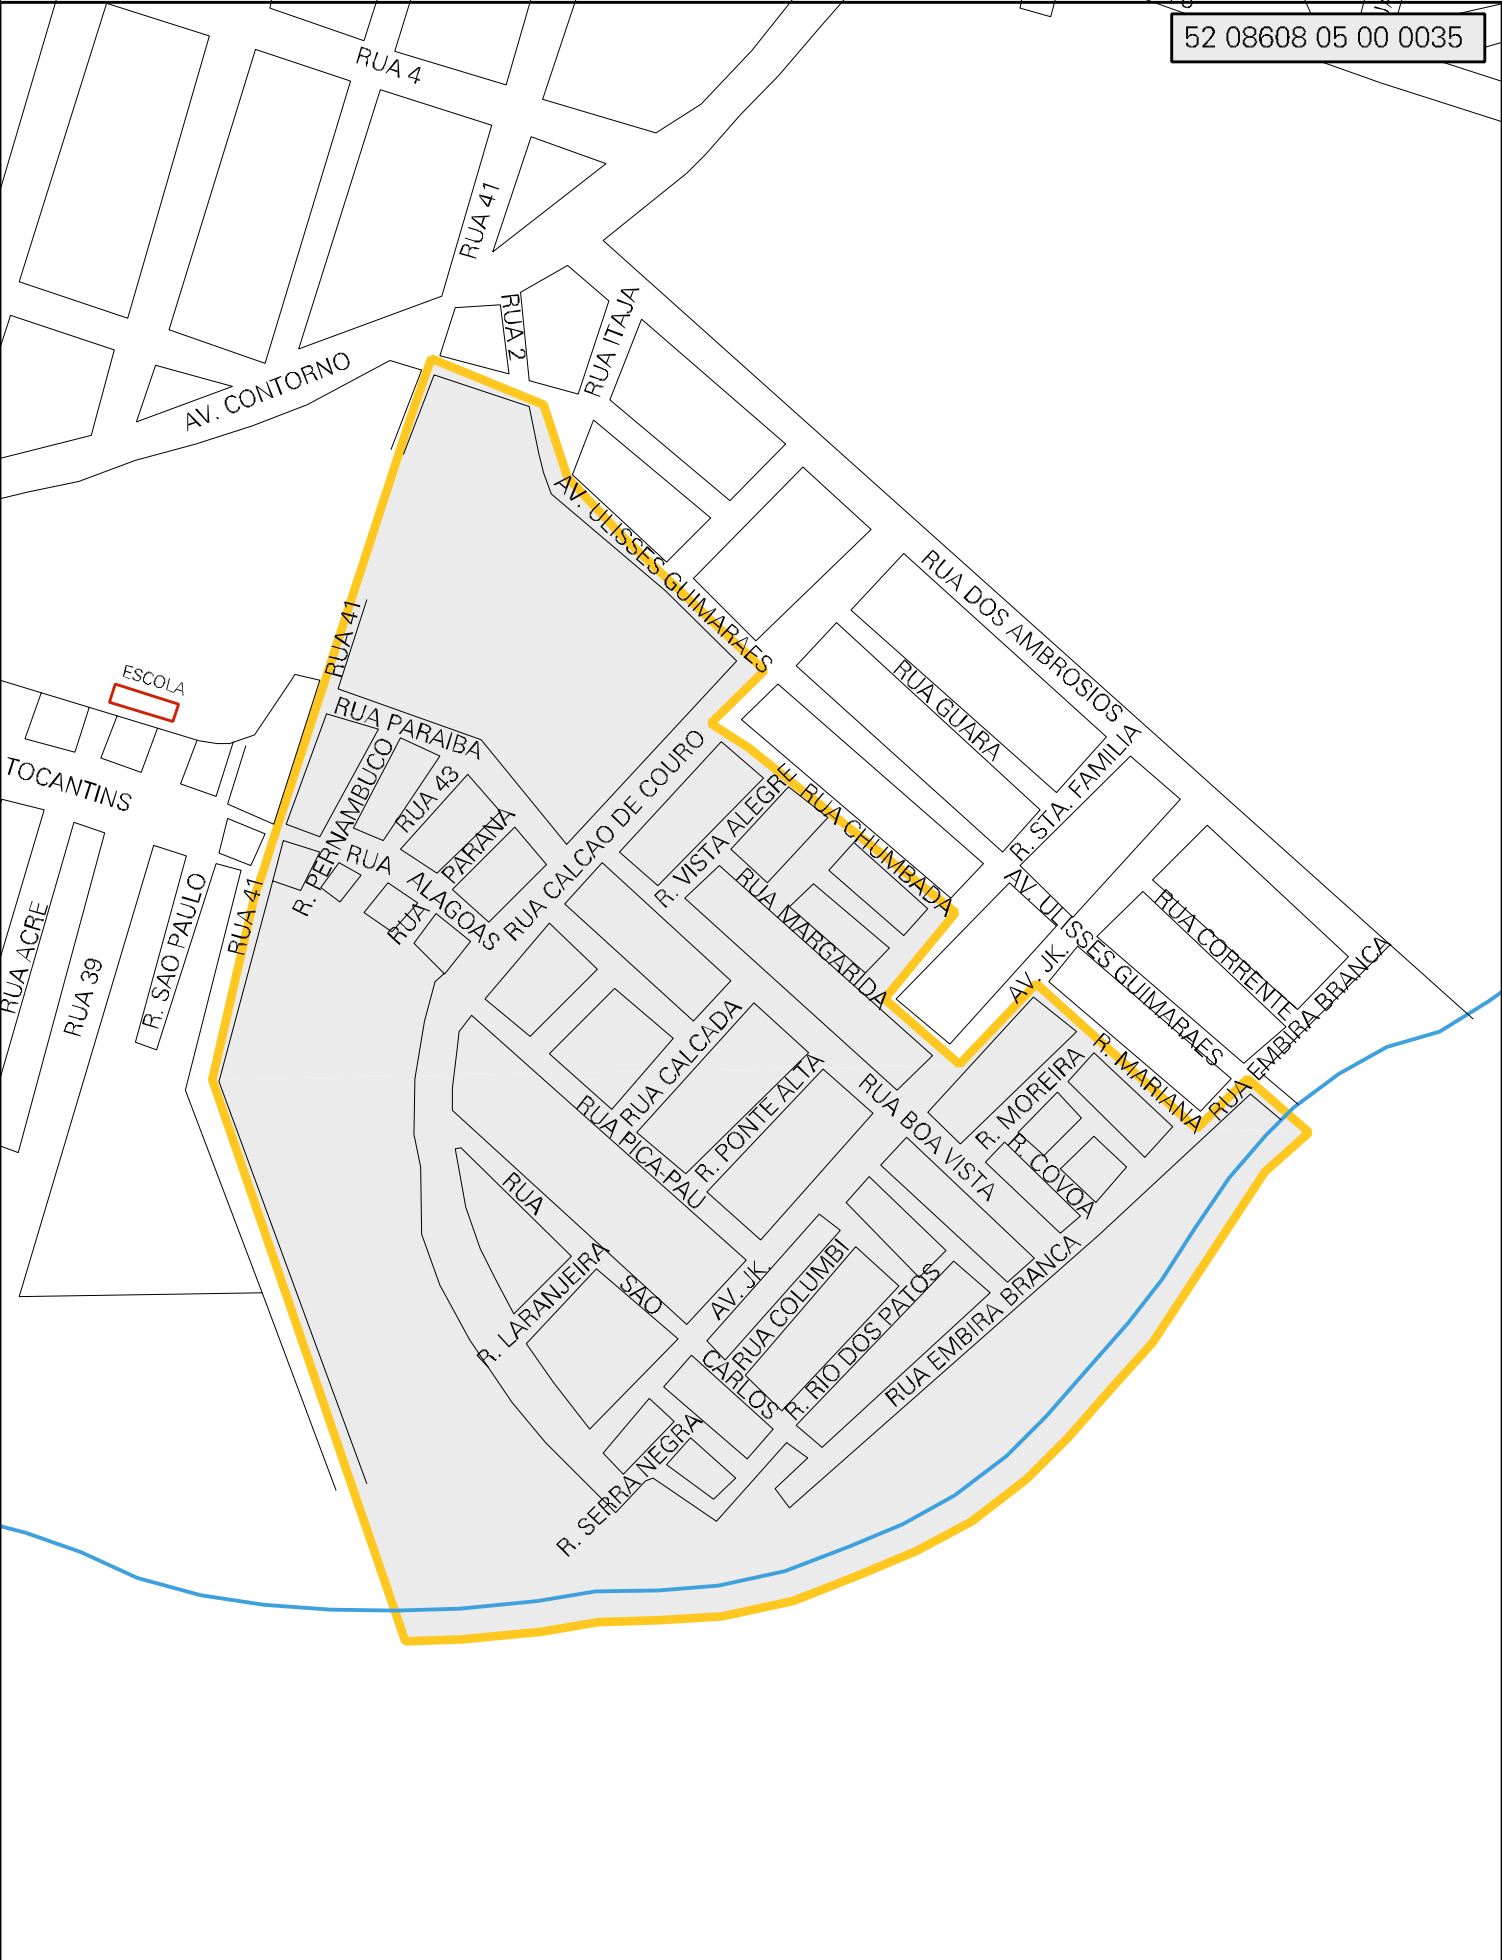 52 08608 05 00 0035
RUA 4
RUA 41
RUA 2
RUA ITAJA
AV. CONTORNO
AV. ULISSES GUIMARAES
RUA DOS AMBROSIOS
RUA 41
RUA GUARA
ESCOLA
RUA PARAIBA
R. STA. FAMILIA
TOCANTINS
R. PERNAMBUCO
RUA 43
RUA CALCAO DE COURO
R. VISTA ALEGRE
RUA CHUMBADA
RUA PARANA
RUA ALAGOAS
RUA 41
R. SAO PAULO
RUA ACRE
RUA 39
RUA MARGARIDA
AV. ULISSES GUIMARAES
RUA CORRENTE
AV. JK.
RUA EMBIRA BRANCA
R. MARIANA
RUA CALCADA
R. PONTE ALTA
RUA BOA VISTA
R. MOREIRA
R. COVOA
RUA PICA-PAU
RUA SAO CARLOS
R. LARANJEIRA
AV. JK.
RUA COLUMBI
R. RIO DOS PATOS
RUA EMBIRA BRANCA
R. SERRA NEGRA